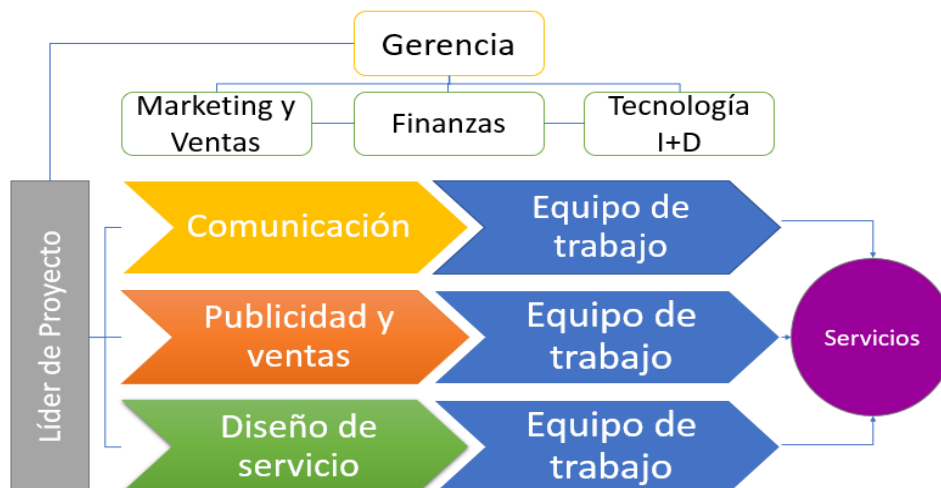 Gerencia
Marketing y
Ventas
Finanzas
Tecnología
I+D
Líder de Proyecto
Comunicación
Equipo de
trabajo
Publicidad y
ventas
Equipo de
trabajo
Diseño de
servicio
Equipo de
trabajo
Servicios